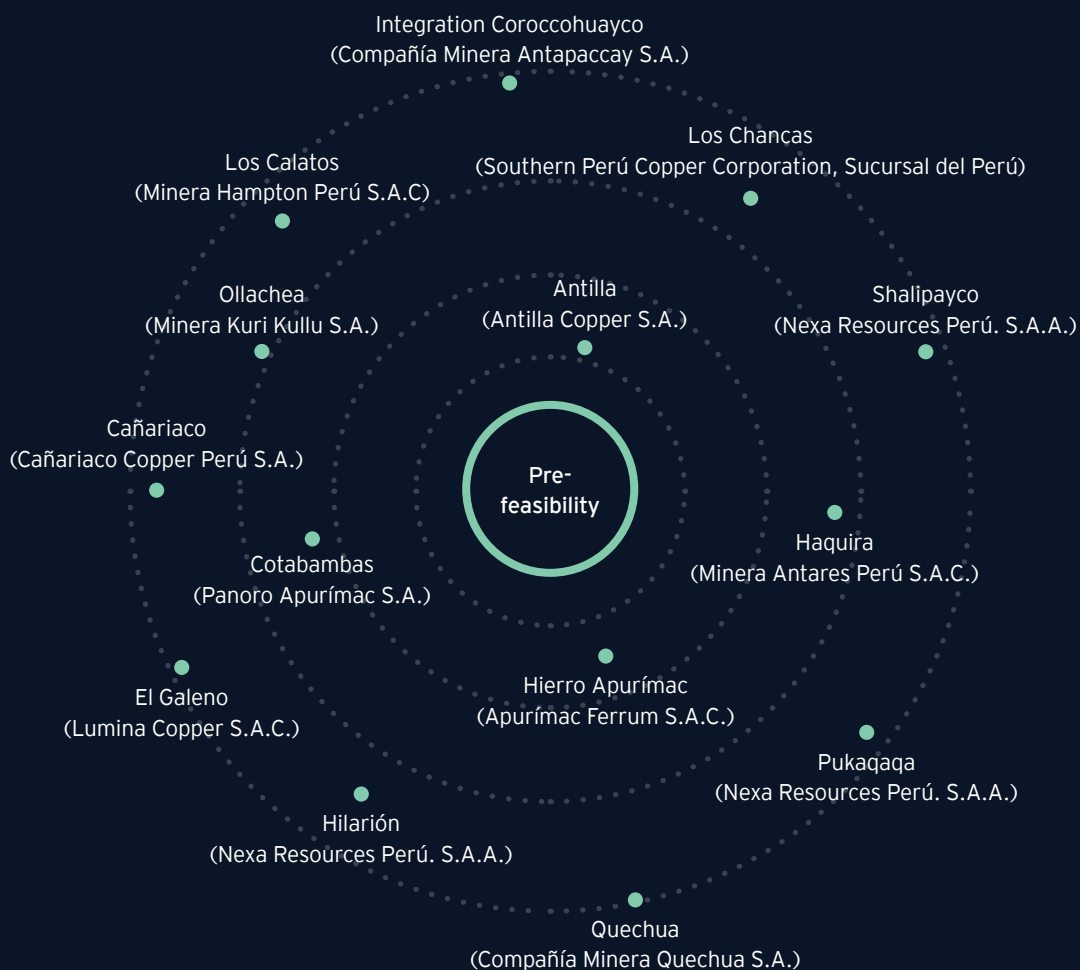 Integration Coroccohuayco
(Compañía Minera Antapaccay S.A.)
Los Chancas
(Southern Perú Copper Corporation, Sucursal del Perú)
Los Calatos
(Minera Hampton Perú S.A.C)
Ollachea
(Minera Kuri Kullu S.A.)
Antilla
(Antilla Copper S.A.)
Shalipayco
(Nexa Resources Perú. S.A.A.)
Cañariaco
(Cañariaco Copper Perú S.A.)
Pre-
feasibility
Cotabambas
(Panoro Apurímac S.A.)
Haquira
(Minera Antares Perú S.A.C.)
El Galeno
(Lumina Copper S.A.C.)
Hierro Apurímac
(Apurímac Ferrum S.A.C.)
Pukaqaqa
(Nexa Resources Perú. S.A.A.)
Hilarión
(Nexa Resources Perú. S.A.A.)
Quechua
(Compañía Minera Quechua S.A.)